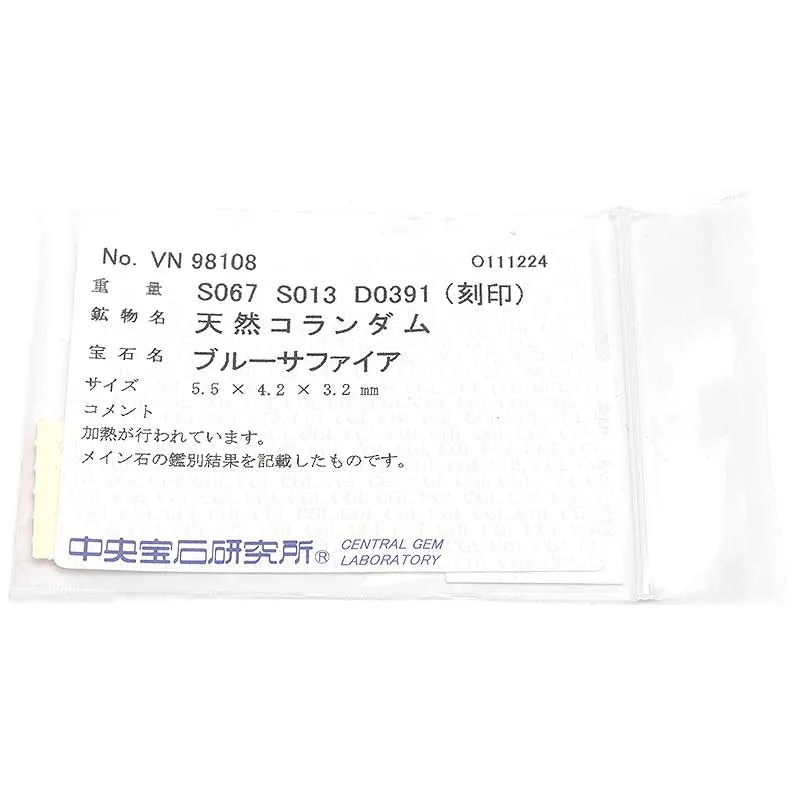 No. VN 98108 O111224
重量 S067 S013 D0391 (刻印)
鉱物名 天然コランダム
宝石名 ブルーサファイア
サイズ 5.5 × 4.2 × 3.2 mm
コメント
加熱が行われています。
メイン石の鑑別結果を記載したものです。
中央宝石研究所® CENTRAL GEM
LABORATORY